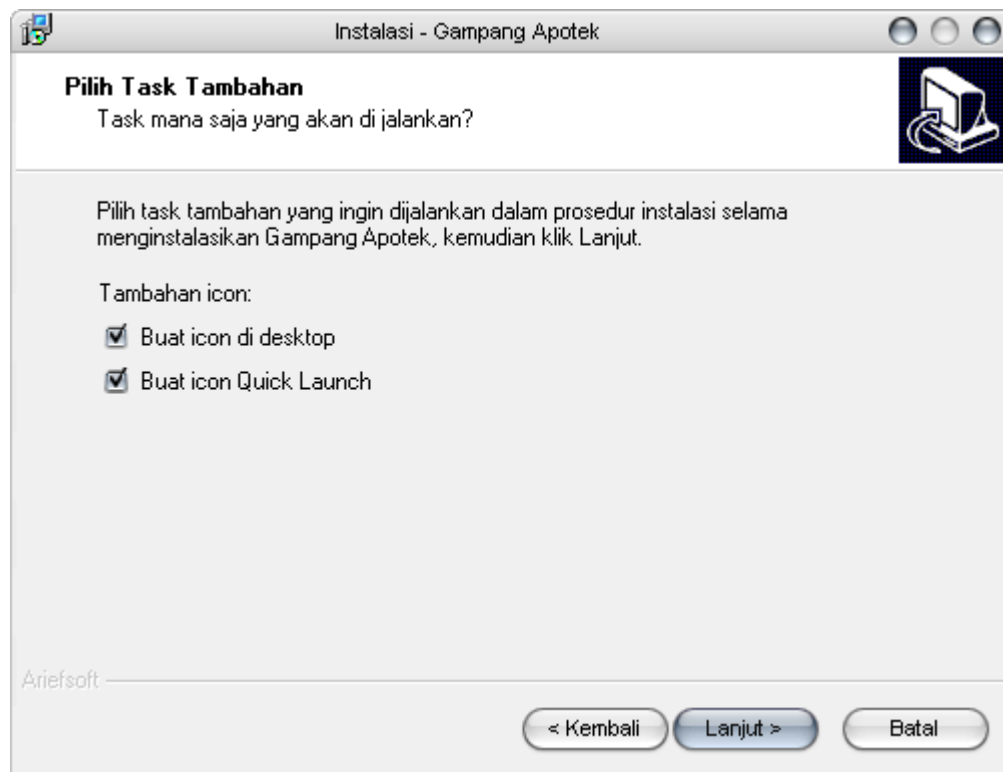 Instalasi - Gampang Apotek
Pilih Task Tambahan
Task mana saja yang akan di jalankan?
Pilih task tambahan yang ingin dijalankan dalam prosedur instalasi selama
menginstalasikan Gampang Apotek, kemudian klik Lanjut.
Tambahan icon:
Buat icon di desktop
Buat icon Quick Launch
Ariefsoft
< Kembali
Lanjut >
Batal